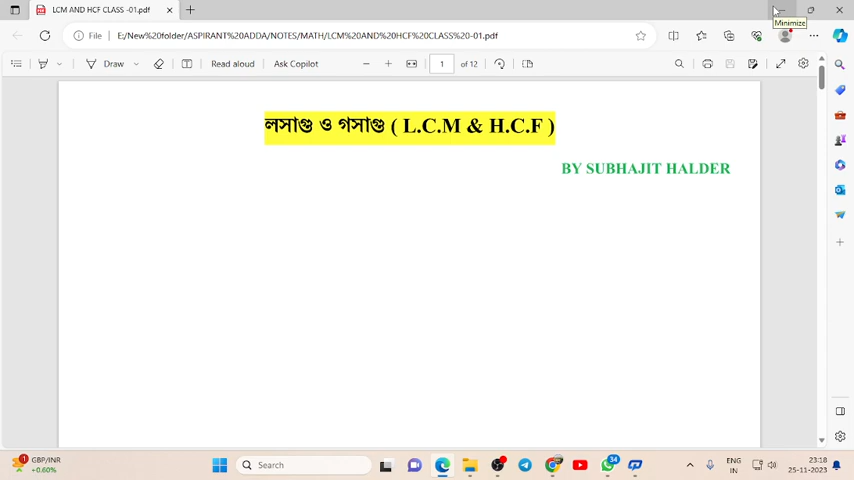 LCM AND HCF CLASS -01.pdf
Minimize
File
E:/New%20folder/ASPIRANT%20ADDA/NOTES/MATH/LCM%20AND%20HCF%20CLASS%20-01.pdf
Draw
Read aloud
Ask Copilot
1 of 12
লসাগু ও গসাগু ( L.C.M & H.C.F )
BY SUBHAJIT HALDER
1
GBP/INR
+0.60%
Search
34
ENG
IN
23:18
25-11-2023